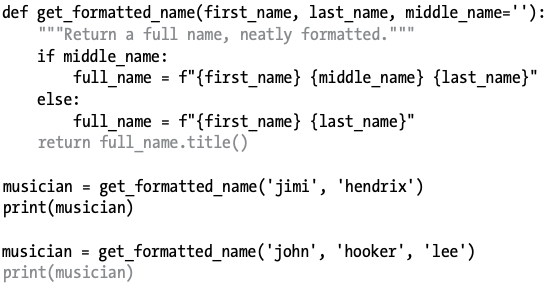 def get_formatted_name(first_name, last_name, middle_name=''):
    """Return a full name, neatly formatted."""
    if middle_name:
        full_name = f"{first_name} {middle_name} {last_name}"
    else:
        full_name = f"{first_name} {last_name}"
    return full_name.title()

musician = get_formatted_name('jimi', 'hendrix')
print(musician)

musician = get_formatted_name('john', 'hooker', 'lee')
print(musician)